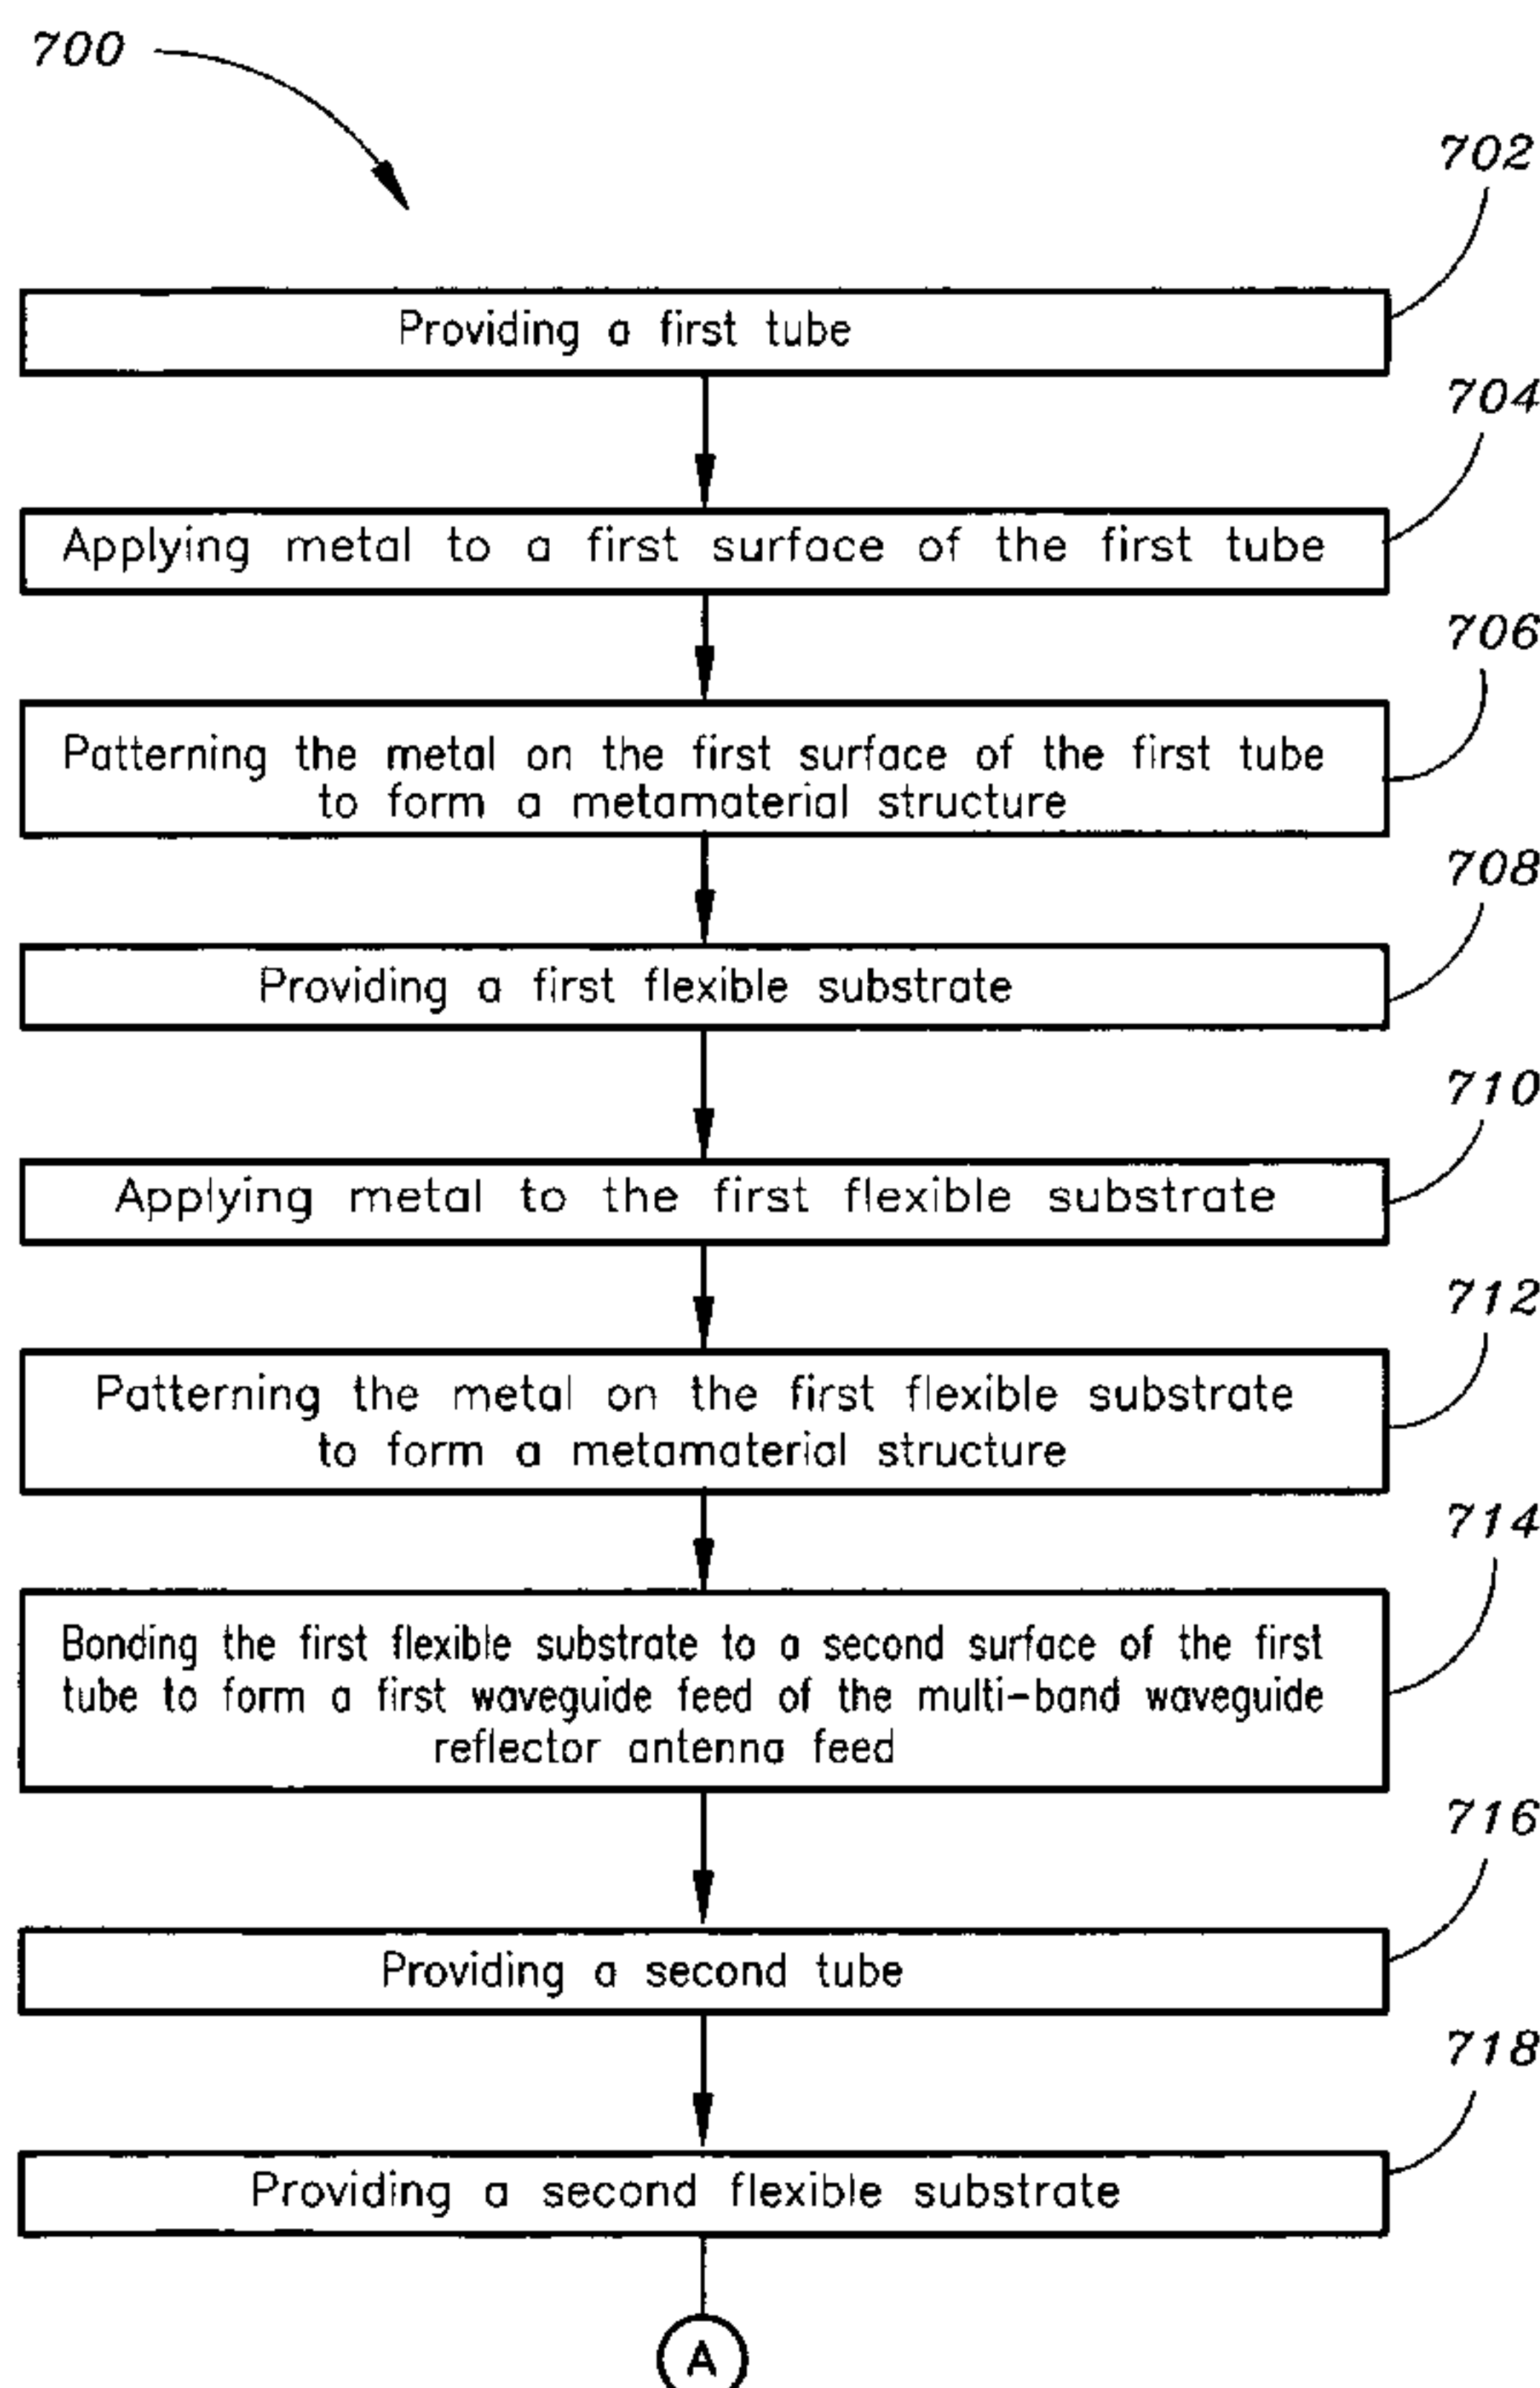 700
702
Providing a first tube
704
Applying metal to a first surface of the first tube
706
Patterning the metal on the first surface of the first tube
to form a metamaterial structure
708
Providing a first flexible substrate
710
Applying metal to the first flexible substrate
712
Patterning the metal on the first flexible substrate
to form a metamaterial structure
714
Bonding the first flexible substrate to a second surface of the first
tube to form a first waveguide feed of the multi-band waveguide
reflector antenna feed
716
Providing a second tube
718
Providing a second flexible substrate
A